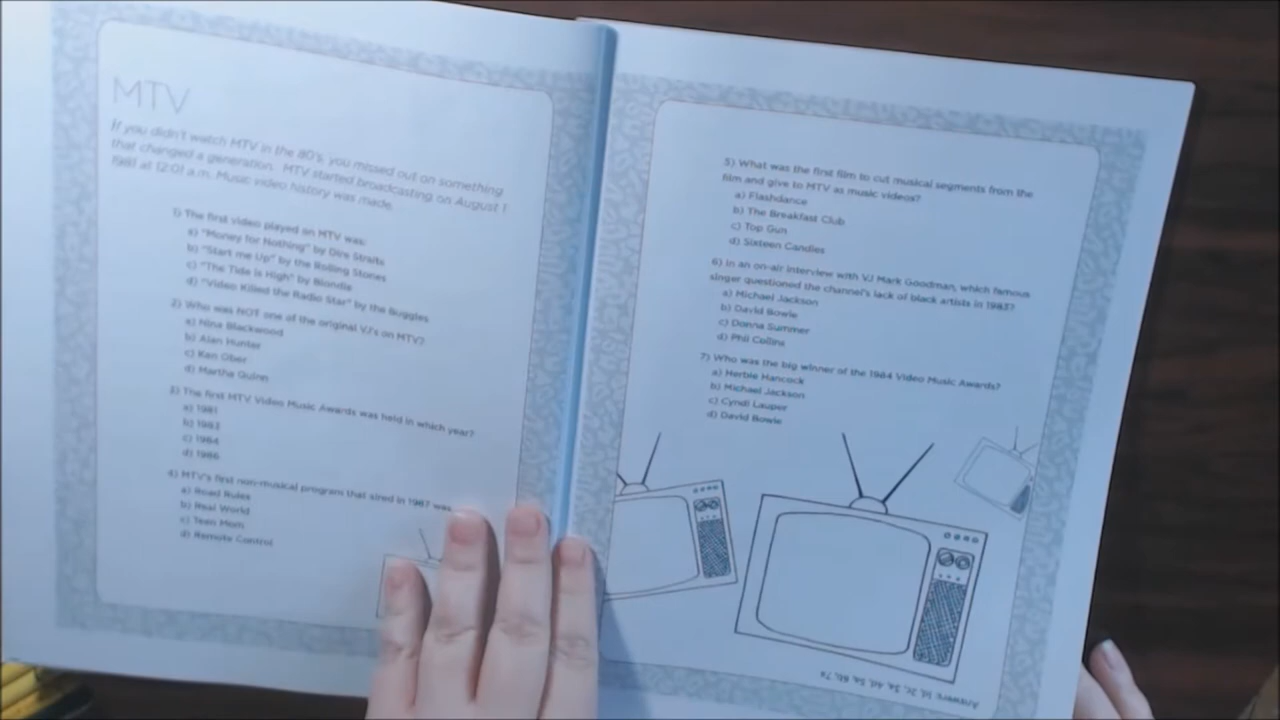 MTV
If you didn't watch MTV in the 80's, you missed out on something
that changed a generation. MTV started broadcasting on August 1
1981 at 12:01 a.m. Music video history was made.
1) The first video played on MTV was:
a) "Money for Nothing" by Dire Straits
b) "Start me Up" by the Rolling Stones
c) "The Tide is High" by Blondie
d) "Video Killed the Radio Star" by the Buggles
2) Who was NOT one of the original VJ's on MTV?
a) Nina Blackwood
b) Alan Hunter
c) Ken Ober
d) Martha Quinn
3) The first MTV Video Music Awards was held in which year?
a) 1981
b) 1983
c) 1984
d) 1986
4) MTV's first non-musical program that aired in 1987 was
a) Road Rules
b) Real World
c) Teen Mom
d) Remote Control
5) What was the first film to cut musical segments from the
film and give to MTV as music videos?
a) Flashdance
b) The Breakfast Club
c) Top Gun
d) Sixteen Candles
6) In an on-air interview with VJ Mark Goodman, which famous
singer questioned the channel's lack of black artists in 1983?
a) Michael Jackson
b) David Bowie
c) Donna Summer
d) Phil Collins
7) Who was the big winner of the 1984 Video Music Awards?
a) Herbie Hancock
b) Michael Jackson
c) Cyndi Lauper
d) David Bowie
Answers: 1d, 2c, 4d, 5a, 6b, 7a